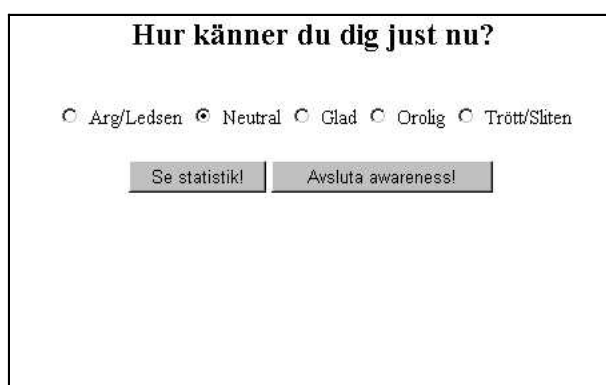 Hur känner du dig just nu?
Arg/Ledsen Neutral Glad Orolig Trött/Sliten
Se statistik! Avsluta awareness!